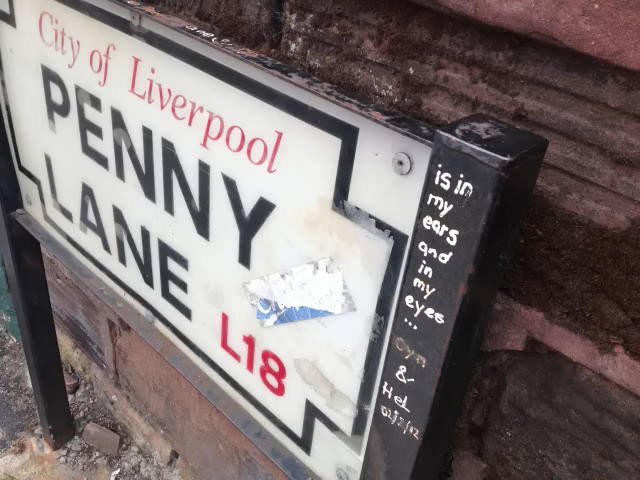 City of Liverpool
PENNY
LANE
L18
is in
my
ears
and
in
my
eyes
...
&
Hel